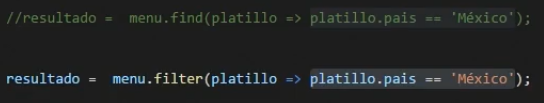 //resultado =  menu.find(platillo => platillo.pais == 'México');
resultado =  menu.filter(platillo => platillo.pais == 'México');